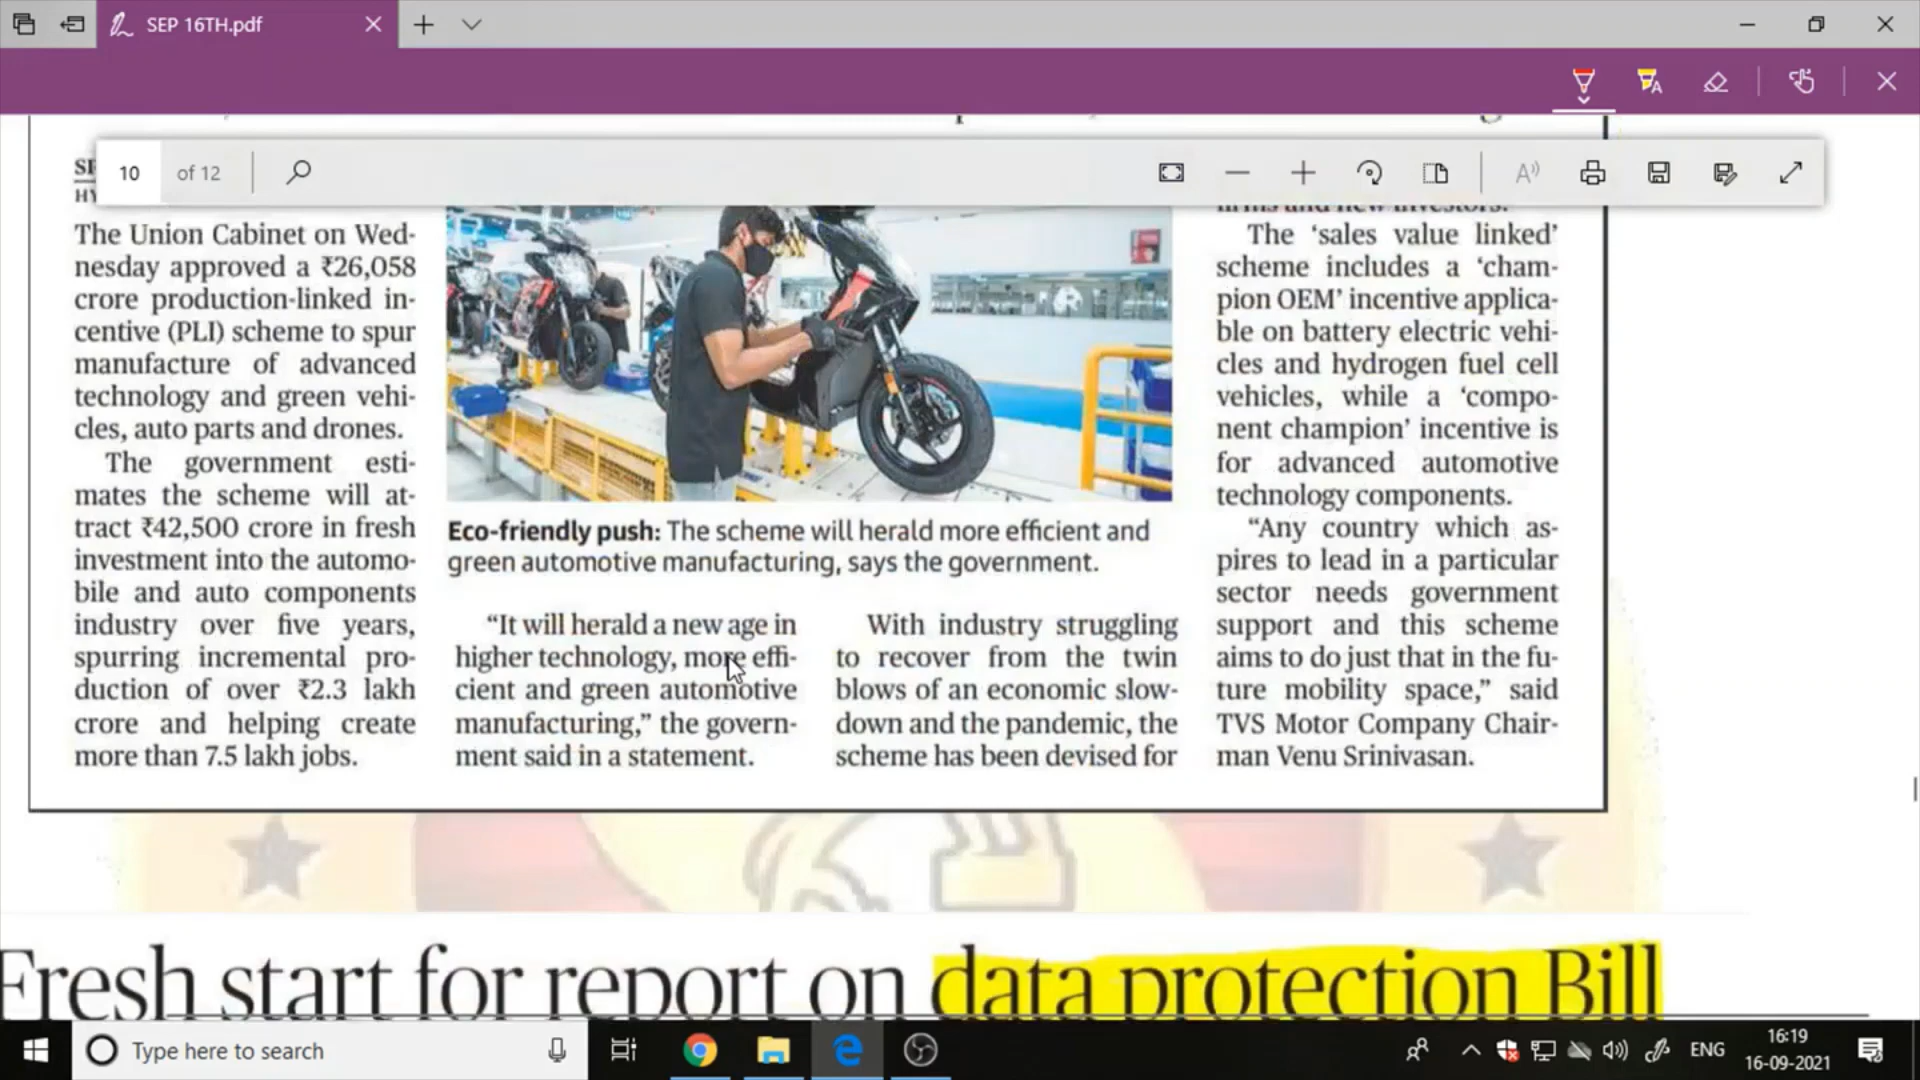 SEP 16TH.pdf
10 of 12
The Union Cabinet on Wed-
nesday approved a ₹26,058
crore production-linked in-
centive (PLI) scheme to spur
manufacture of advanced
technology and green vehi-
cles, auto parts and drones.
The government esti-
mates the scheme will at-
tract ₹42,500 crore in fresh
investment into the automo-
bile and auto components
industry over five years,
spurring incremental pro-
duction of over ₹2.3 lakh
crore and helping create
more than 7.5 lakh jobs.
Eco-friendly push: The scheme will herald more efficient and
green automotive manufacturing, says the government.
“It will herald a new age in
higher technology, more effi-
cient and green automotive
manufacturing,” the govern-
ment said in a statement.
With industry struggling
to recover from the twin
blows of an economic slow-
down and the pandemic, the
scheme has been devised for
firms and new investors.
The ‘sales value linked’
scheme includes a ‘cham-
pion OEM’ incentive applica-
ble on battery electric vehi-
cles and hydrogen fuel cell
vehicles, while a ‘compo-
nent champion’ incentive is
for advanced automotive
technology components.
“Any country which as-
pires to lead in a particular
sector needs government
support and this scheme
aims to do just that in the fu-
ture mobility space,” said
TVS Motor Company Chair-
man Venu Srinivasan.
Fresh start for report on data protection Bill
Type here to search
ENG
16:19
16-09-2021